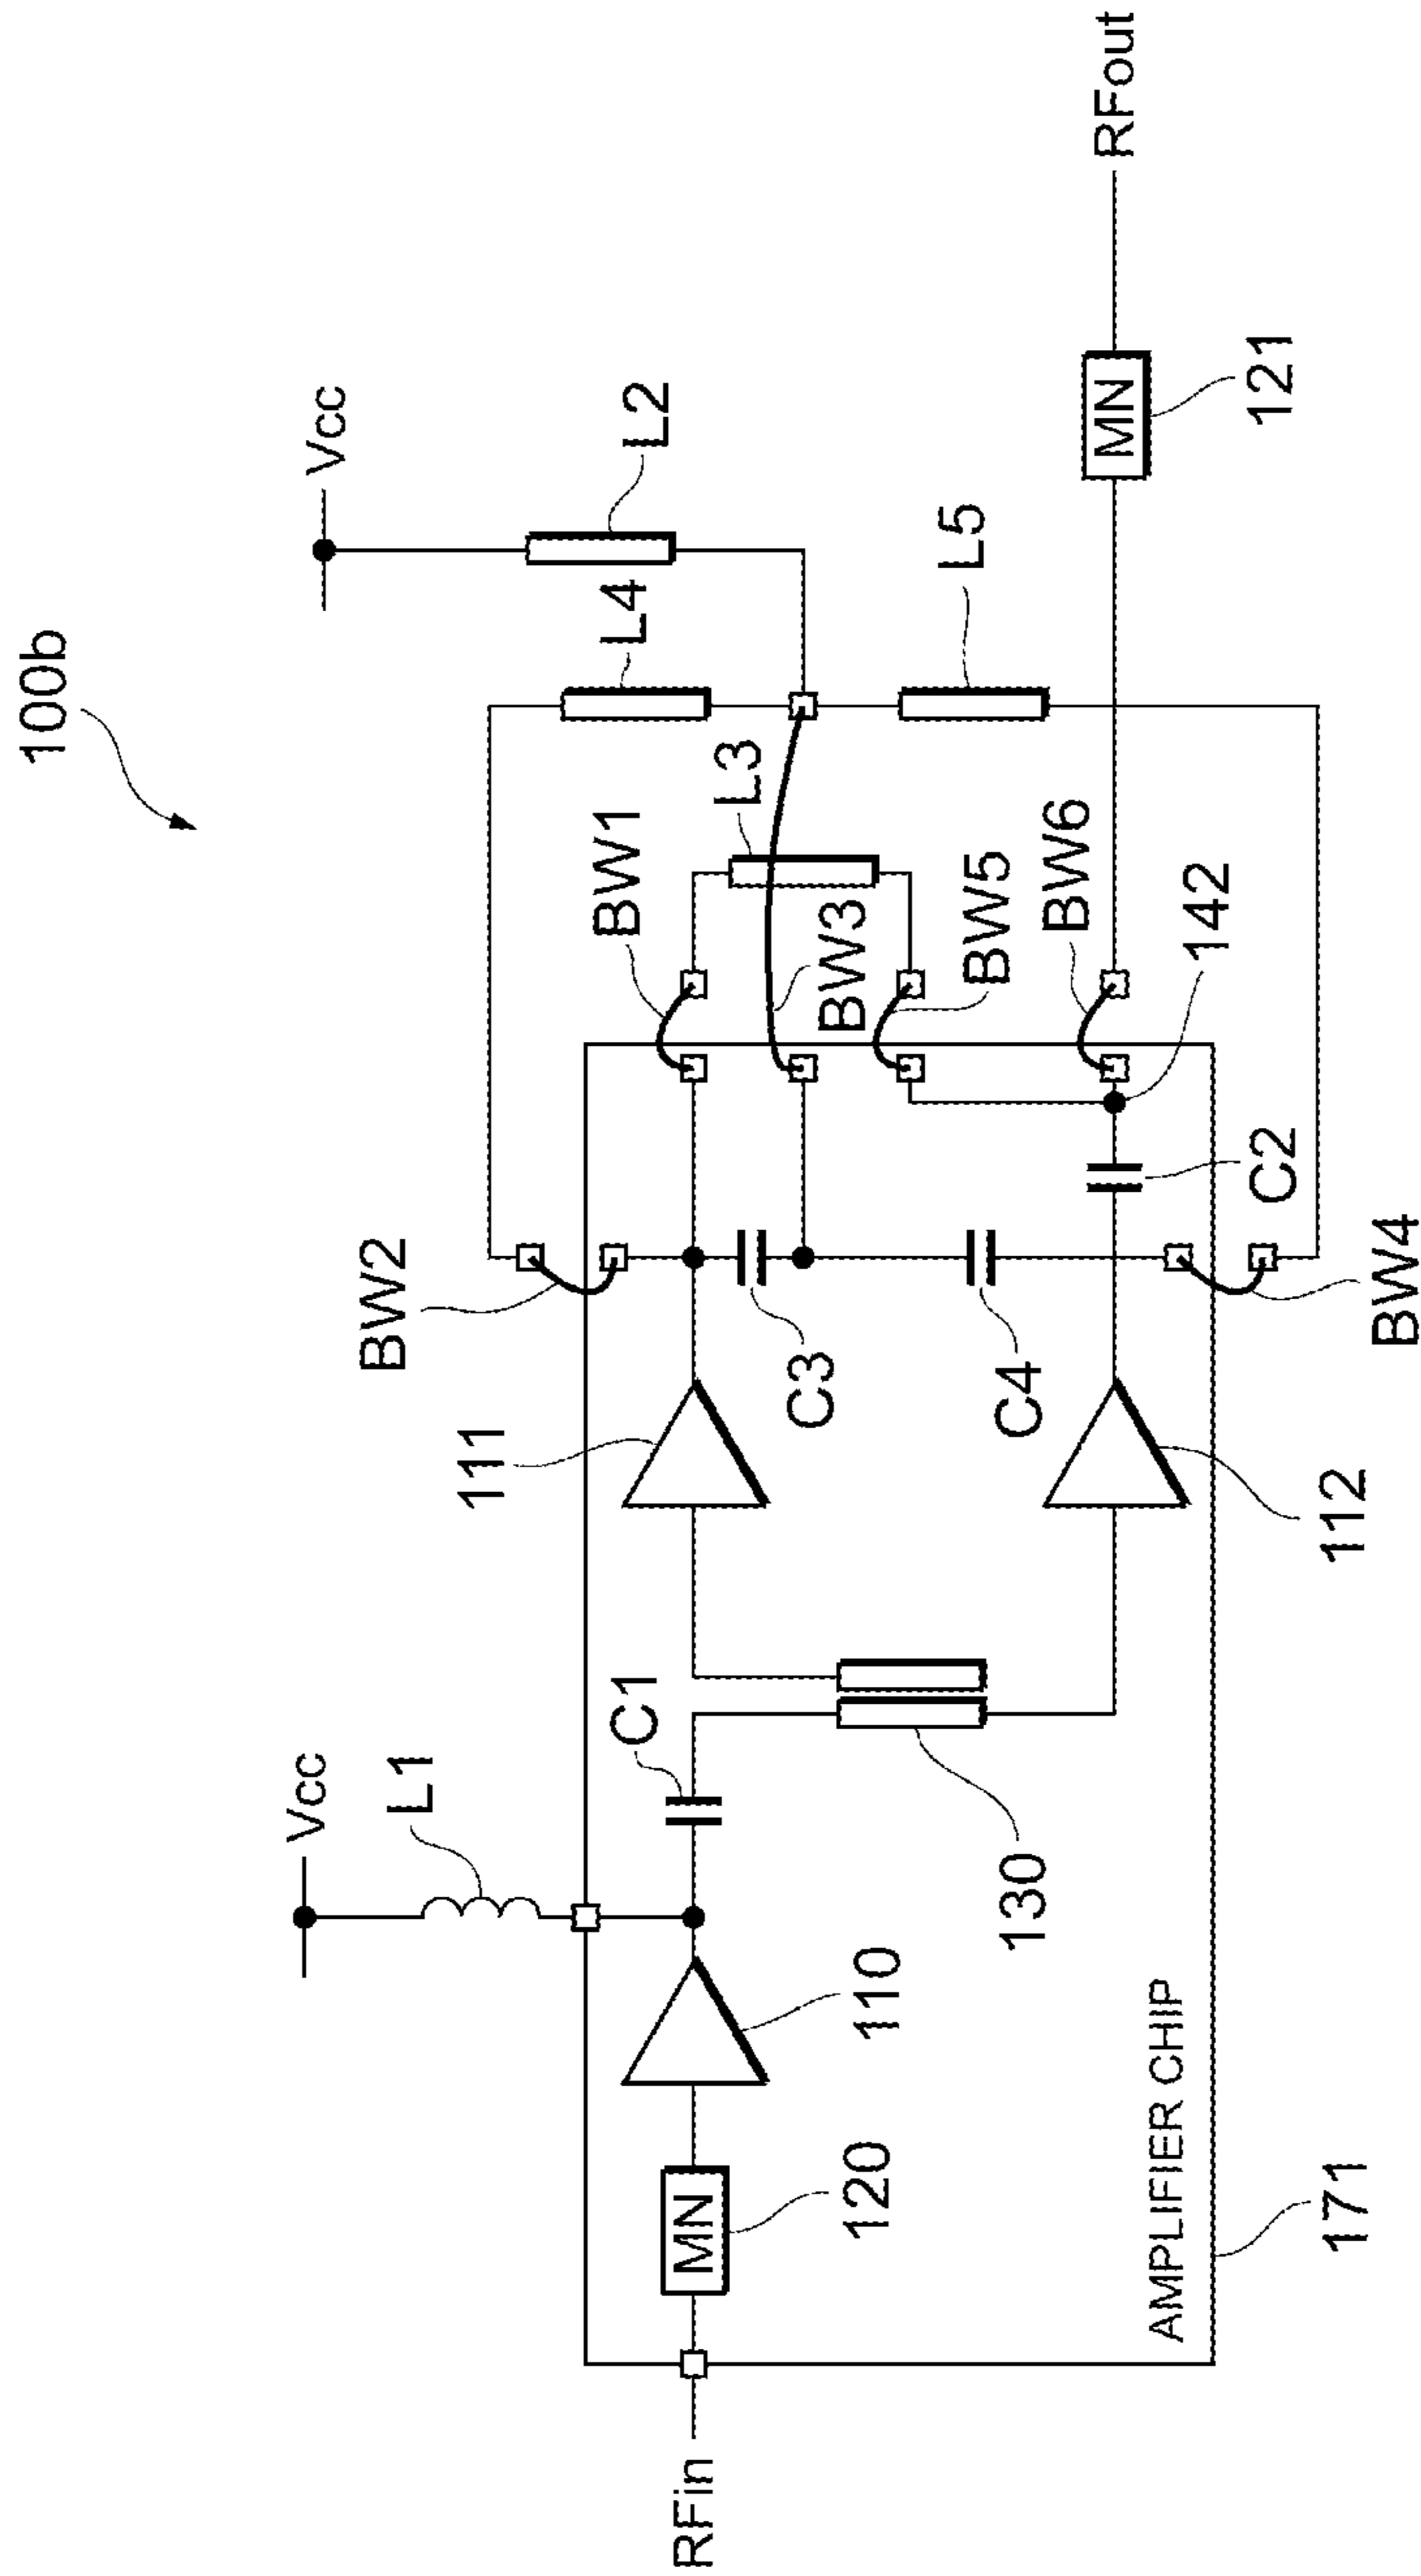 100b
Vcc
Vcc
L1
L2
L4
BW2
BW1
L3
111
C1
RFin
MN
120
110
BW3
C3
130
C4
BW5
L5
BW6
MN
121
RFout
142
C2
AMPLIFIER CHIP
171
112
BW4